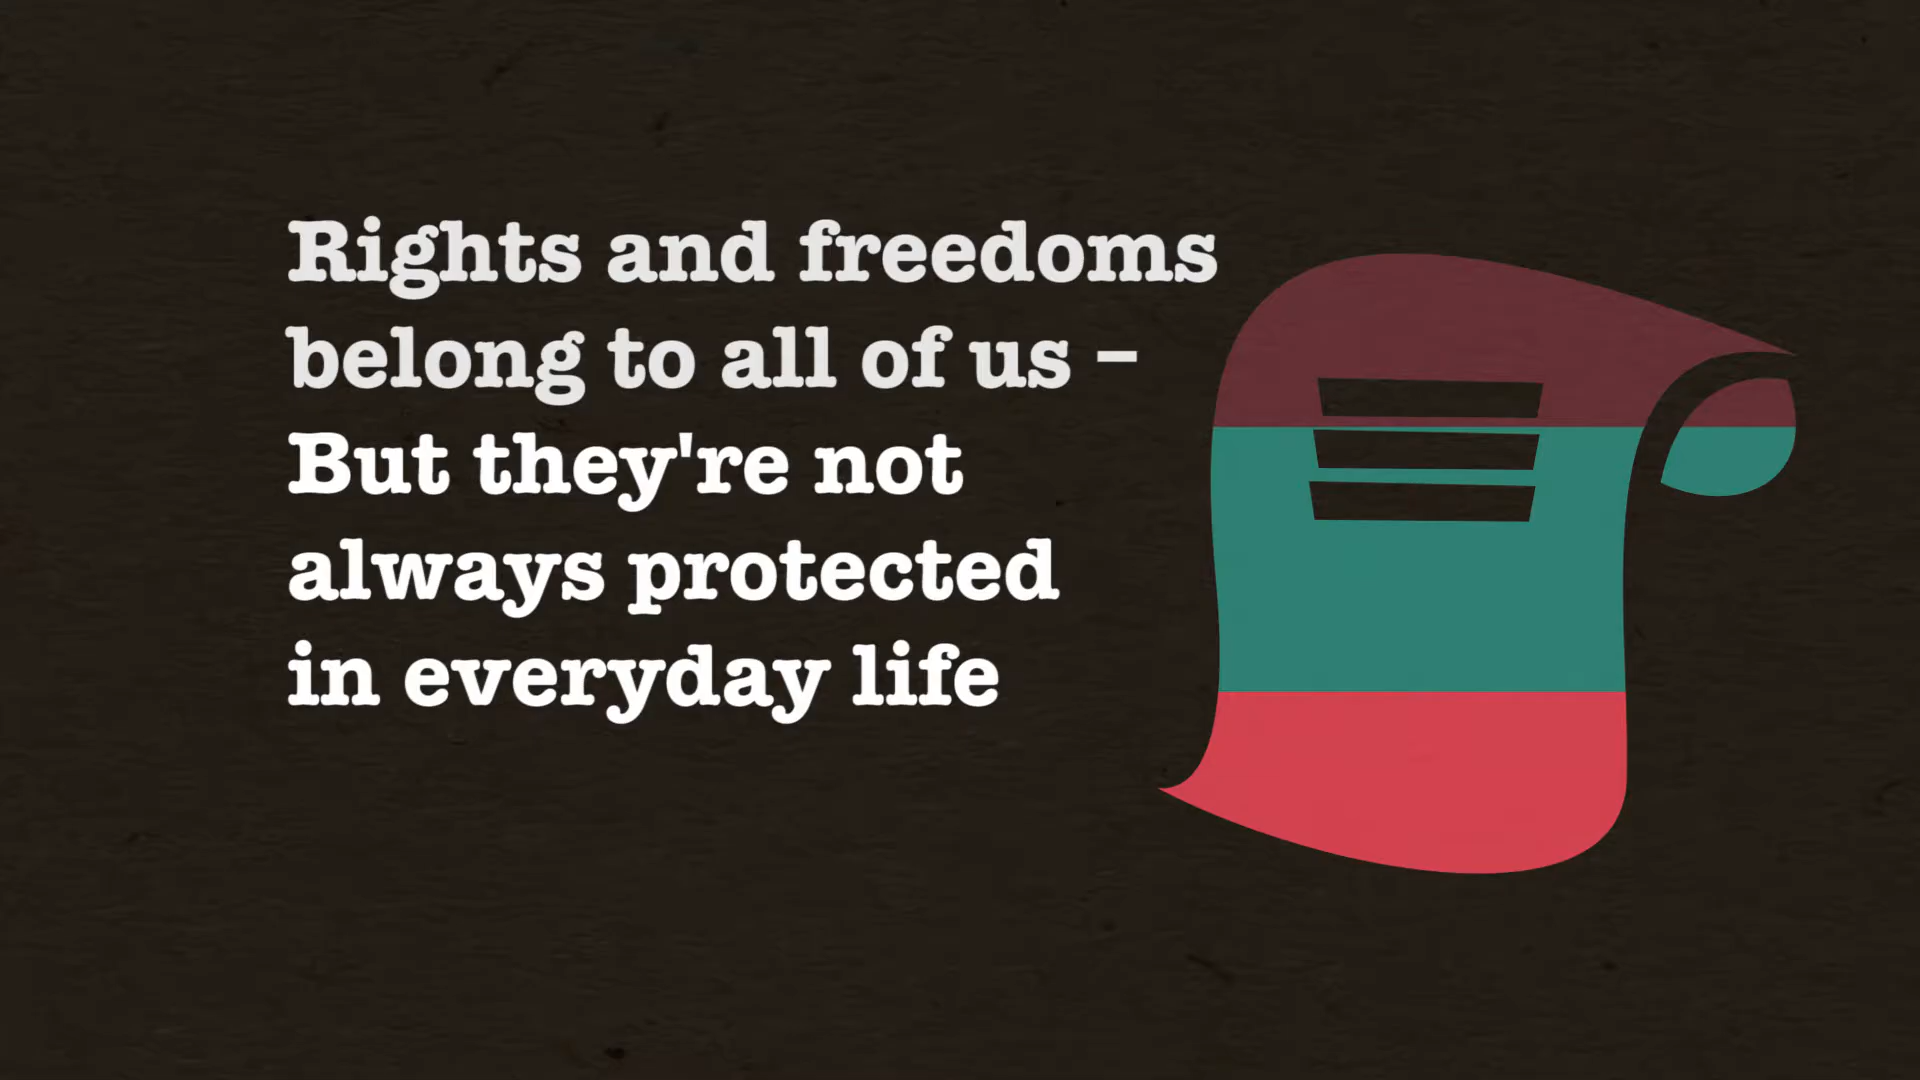 Rights and freedoms
belong to all of us –
But they're not
always protected
in everyday life